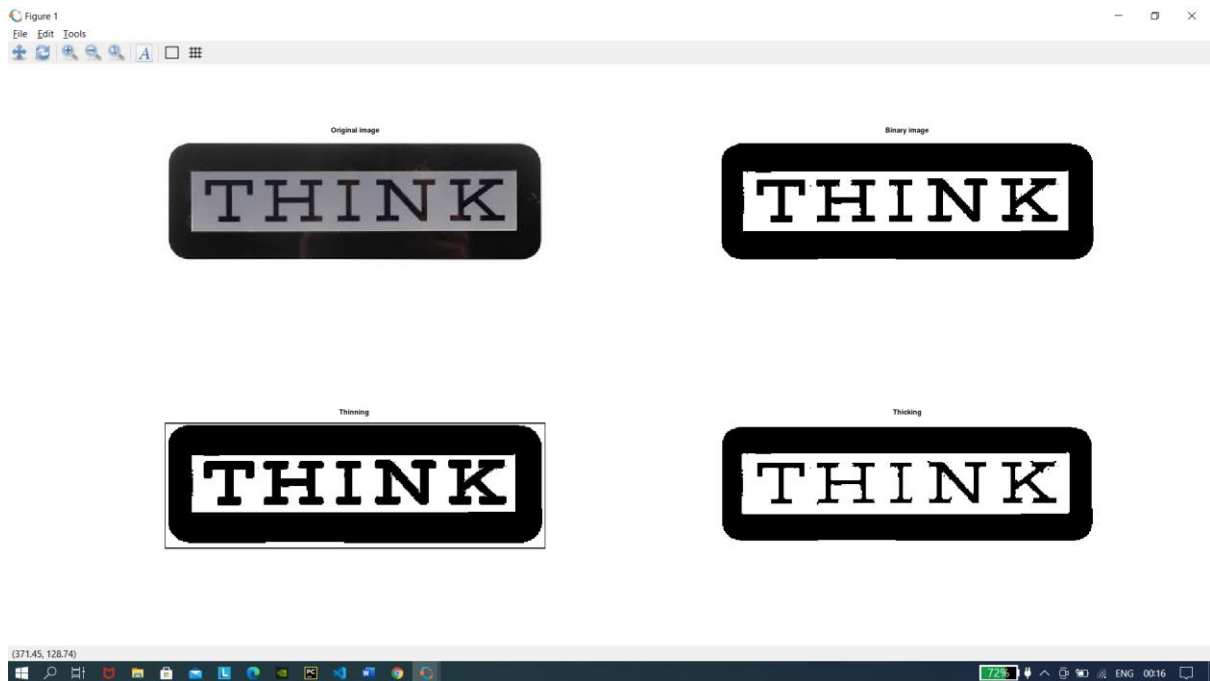 Figure 1
File Edit Tools
A
Original image
Binary image
THINK
THINK
Thinning
Thicking
THINK
THINK
(371.45, 128.74)
L
PC
W
72%
ENG
00:16